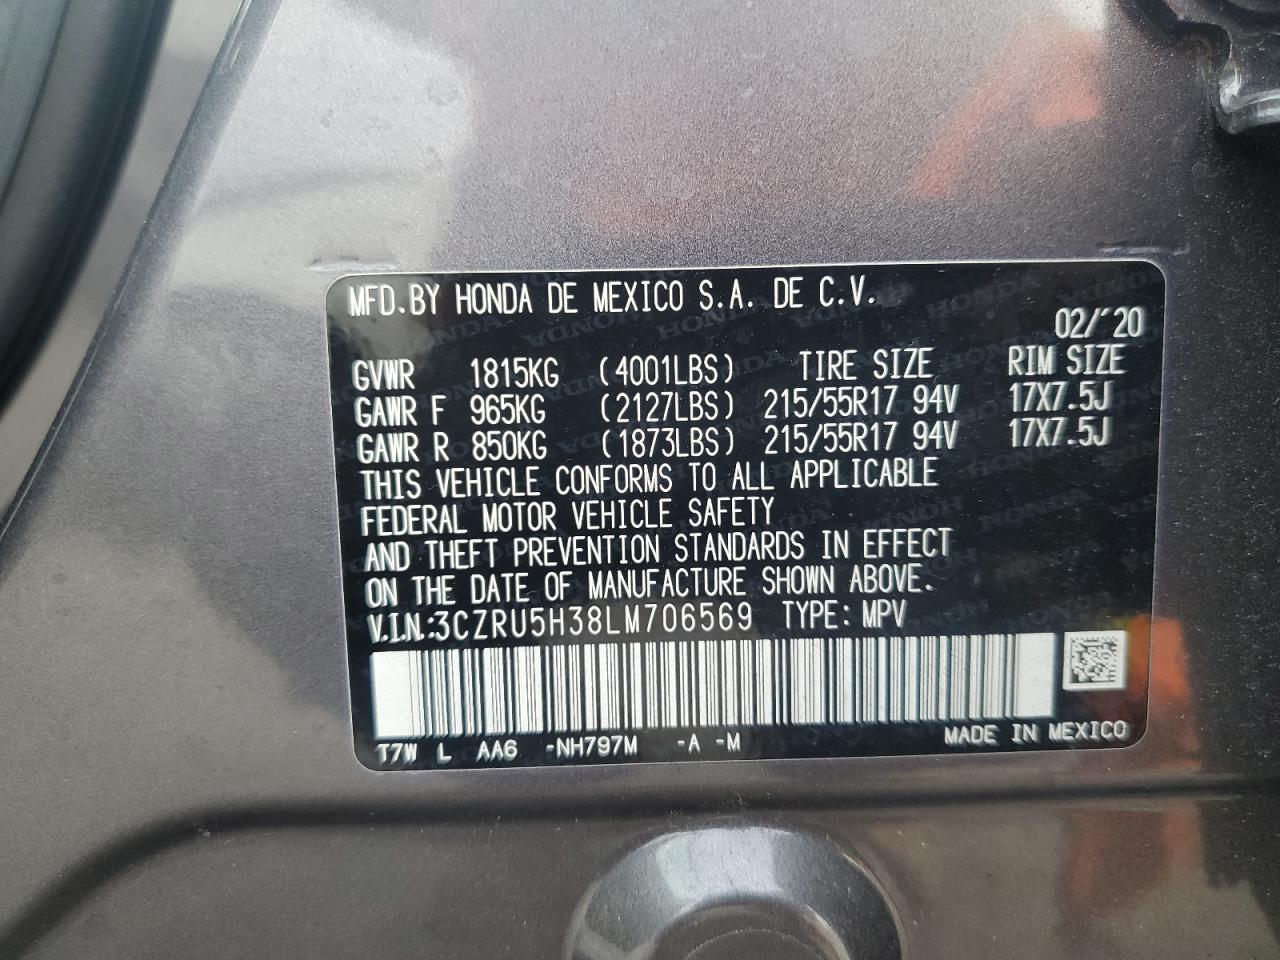 MFD.BY HONDA DE MEXICO S.A. DE C.V.
02/'20
GVWR 1815KG (4001LBS) TIRE SIZE RIM SIZE
GAWR F 965KG (2127LBS) 215/55R17 94V 17X7.5J
GAWR R 850KG (1873LBS) 215/55R17 94V 17X7.5J
THIS VEHICLE CONFORMS TO ALL APPLICABLE
FEDERAL MOTOR VEHICLE SAFETY
AND THEFT PREVENTION STANDARDS IN EFFECT
ON THE DATE OF MANUFACTURE SHOWN ABOVE.
V.I.N.:3CZRU5H38LM706569 TYPE: MPV
T7W L AA6 -NH797M -A -M MADE IN MEXICO